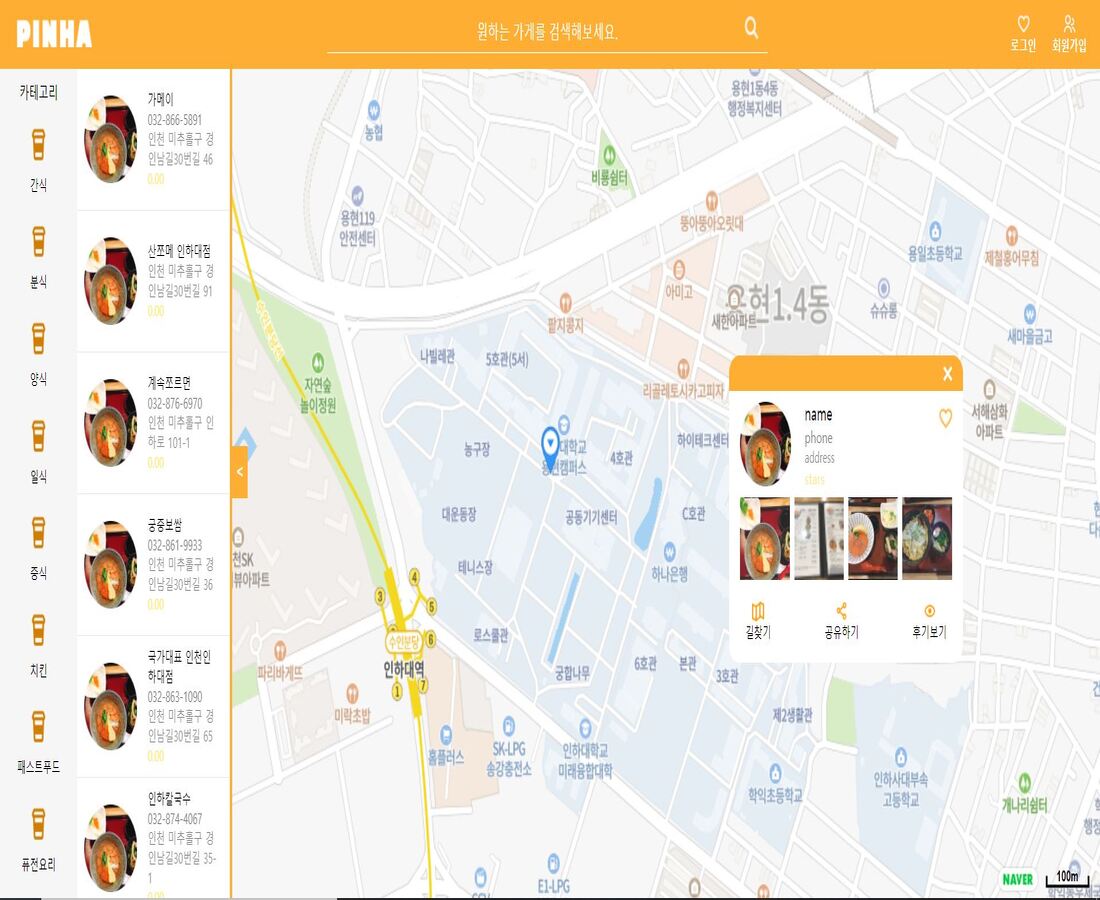 PINHA
원하는 가게를 검색해보세요.
로그인
회원가입
카테고리
간식
분식
양식
일식
중식
치킨
패스트푸드
퓨전요리
가메이
032-866-5891
인천 미추홀구 경
인남길30번길 46
0.00
산쪼메 인하대점
인천 미추홀구 경
인남길30번길 91
0.00
계속쪼르면
032-876-6970
인천 미추홀구 인
하로 101-1
0.00
궁중보쌈
032-861-9933
인천 미추홀구 경
인남길30번길 36
0.00
국가대표 인천인
하대점
032-863-1090
인천 미추홀구 경
인남길30번길 65
0.00
인하칼국수
032-874-4067
인천 미추홀구 경
인남길30번길 35-
1
0.00
<
용현1동4동
행정복지센터
농협
비룡쉼터
용현119
안전센터
뚱아뚱아오릿대
용일초등학교
제철홍어무침
아미고
용현1.4동
새한아파트
슈슈룽
팔지콩지
새마을금고
나빌레관
5호관(5서)
자연숲
놀이정원
리골레토시카고피자
서해삼화
아파트
농구장
대학교
용현캠퍼스
4호관
하이테크센터
대운동장
공동기기센터
C호관
천SK
뷰아파트
테니스장
하나은행
4
3
5
6
수인분당
인하대역
1
7
로스쿨관
궁합나무
6호관
본관
3호관
파리바게뜨
미락초밥
제2생활관
홈플러스
SK-LPG
송강충전소
인하대학교
미래융합대학
학익초등학교
인하사대부속
고등학교
개나리쉼터
E1-LPG
NAVER
100m
X
name
phone
address
stars
길찾기
공유하기
후기보기